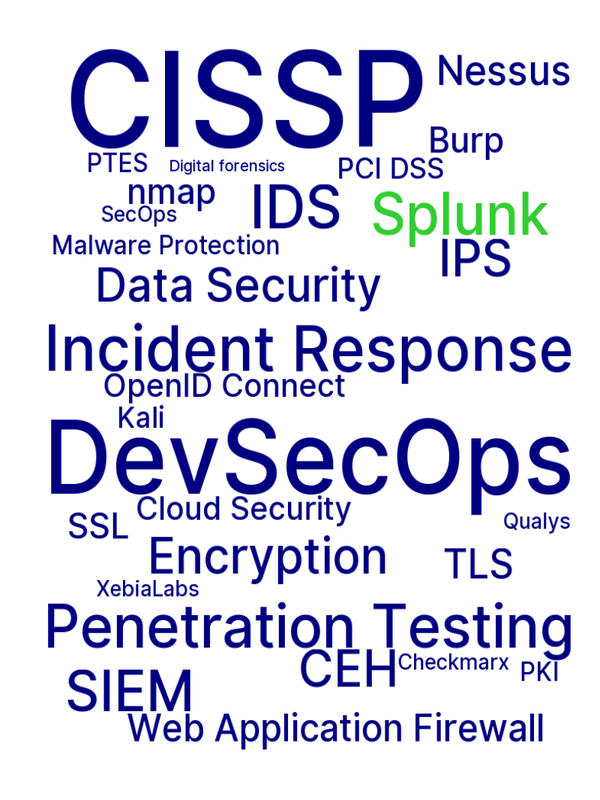 CISSP
Nessus
Burp
PTES
Digital forensics
PCI DSS
nmap
IDS
Splunk
SecOps
Malware Protection
IPS
Data Security
Incident Response
OpenID Connect
Kali
DevSecOps
Cloud Security
SSL
Qualys
Encryption
TLS
XebiaLabs
Penetration Testing
CEH
Checkmarx
PKI
SIEM
Web Application Firewall